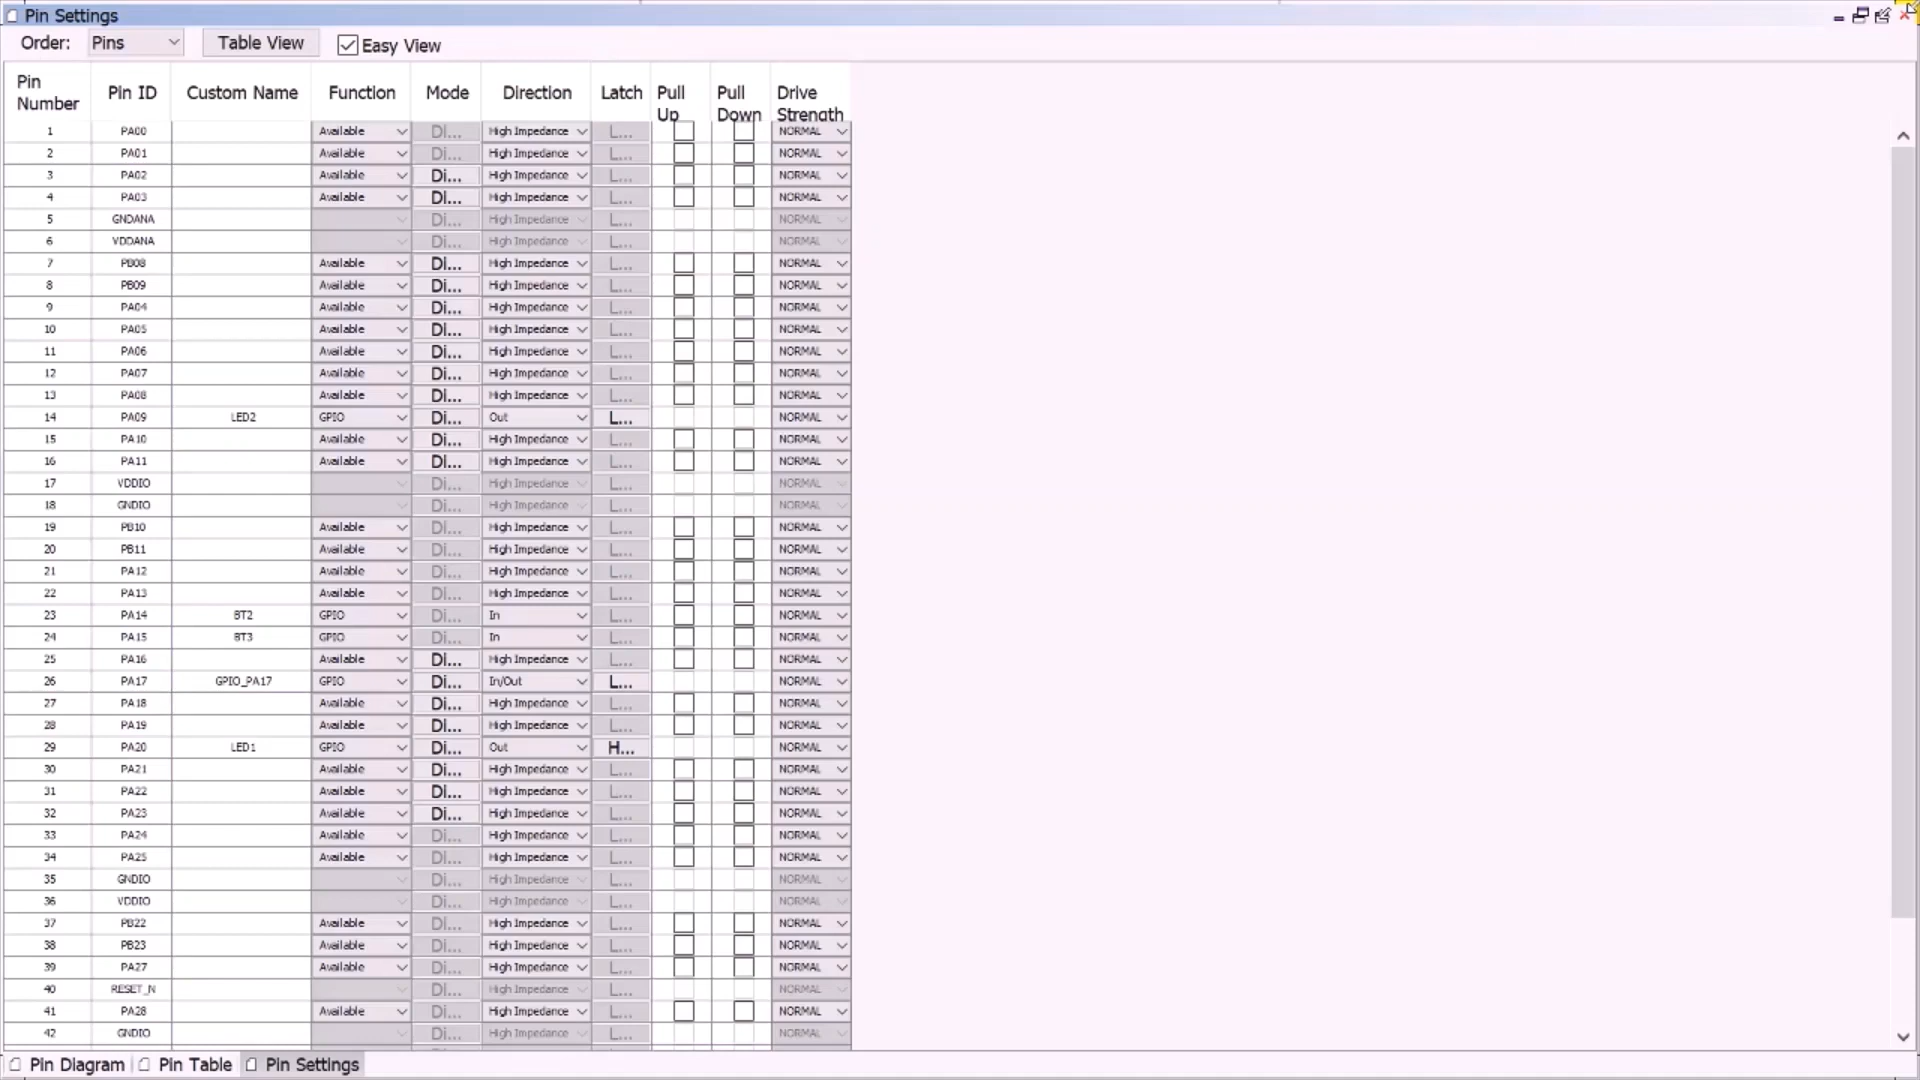 Pin Settings
Order: Pins Table View Easy View
Pin Number Pin ID Custom Name Function Mode Direction Latch Pull Up Pull Down Drive Strength
1 PA00 Available Di... High Impedance L... NORMAL
2 PA01 Available Di... High Impedance L... NORMAL
3 PA02 Available Di... High Impedance L... NORMAL
4 PA03 Available Di... High Impedance L... NORMAL
5 GNDANA Di... High Impedance L... NORMAL
6 VDDANA Di... High Impedance L... NORMAL
7 PB08 Available Di... High Impedance L... NORMAL
8 PB09 Available Di... High Impedance L... NORMAL
9 PA04 Available Di... High Impedance L... NORMAL
10 PA05 Available Di... High Impedance L... NORMAL
11 PA06 Available Di... High Impedance L... NORMAL
12 PA07 Available Di... High Impedance L... NORMAL
13 PA08 Available Di... High Impedance L... NORMAL
14 PA09 LED2 GPIO Di... Out L... NORMAL
15 PA10 Available Di... High Impedance L... NORMAL
16 PA11 Available Di... High Impedance L... NORMAL
17 VDDIO Di... High Impedance L... NORMAL
18 GNDIO Di... High Impedance L... NORMAL
19 PB10 Available Di... High Impedance L... NORMAL
20 PB11 Available Di... High Impedance L... NORMAL
21 PA12 Available Di... High Impedance L... NORMAL
22 PA13 Available Di... High Impedance L... NORMAL
23 PA14 BT2 GPIO Di... In L... NORMAL
24 PA15 BT3 GPIO Di... In L... NORMAL
25 PA16 Available Di... High Impedance L... NORMAL
26 PA17 GPIO_PA17 GPIO Di... In/Out L... NORMAL
27 PA18 Available Di... High Impedance L... NORMAL
28 PA19 Available Di... High Impedance L... NORMAL
29 PA20 LED1 GPIO Di... Out H... NORMAL
30 PA21 Available Di... High Impedance L... NORMAL
31 PA22 Available Di... High Impedance L... NORMAL
32 PA23 Available Di... High Impedance L... NORMAL
33 PA24 Available Di... High Impedance L... NORMAL
34 PA25 Available Di... High Impedance L... NORMAL
35 GNDIO Di... High Impedance L... NORMAL
36 VDDIO Di... High Impedance L... NORMAL
37 PB22 Available Di... High Impedance L... NORMAL
38 PB23 Available Di... High Impedance L... NORMAL
39 PA27 Available Di... High Impedance L... NORMAL
40 RESET_N Di... High Impedance L... NORMAL
41 PA28 Available Di... High Impedance L... NORMAL
42 GNDIO Di... High Impedance L... NORMAL
Pin Diagram Pin Table Pin Settings